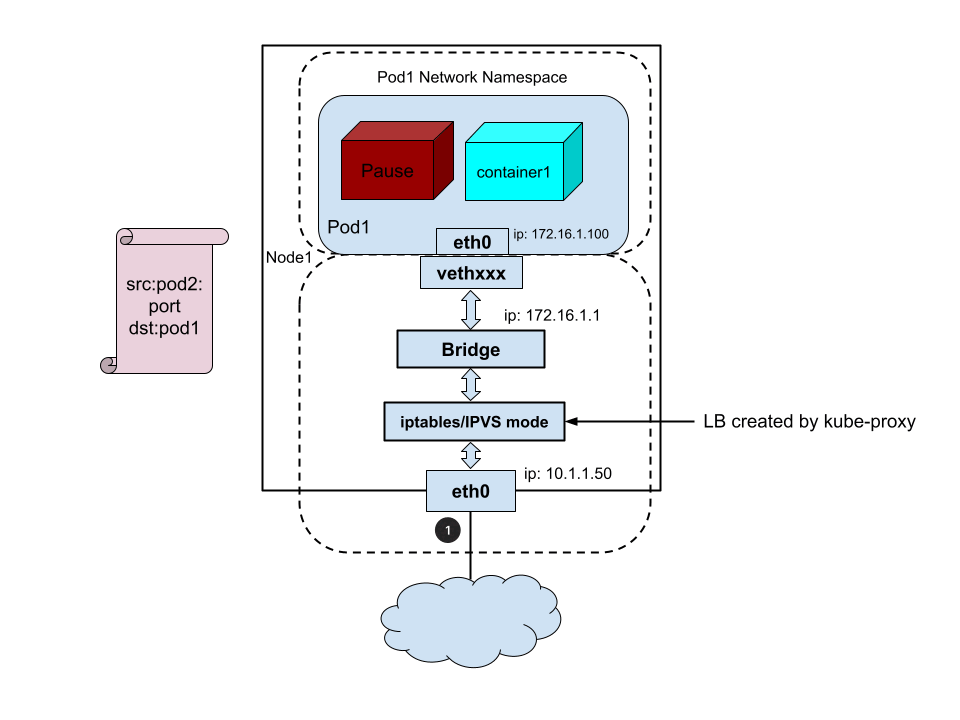 Pod1 Network Namespace
Pause
container1
Pod1
eth0
ip: 172.16.1.100
Node1
vethxxx
src:pod2:
port
dst:pod1
ip: 172.16.1.1
Bridge
iptables/IPVS mode
LB created by kube-proxy
ip: 10.1.1.50
eth0
1